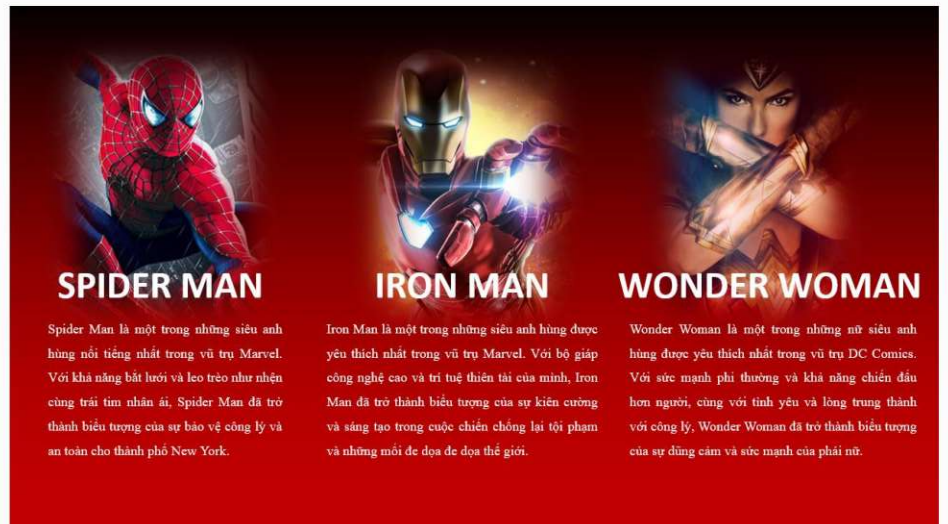 SPIDER MAN
Spider Man là một trong những siêu anh
hùng nổi tiếng nhất trong vũ trụ Marvel.
Với khả năng bắt lưới và leo trèo như nhện
cùng trái tim nhân ái, Spider Man đã trở
thành biểu tượng của sự bảo vệ công lý và
an toàn cho thành phố New York.
IRON MAN
Iron Man là một trong những siêu anh hùng được
yêu thích nhất trong vũ trụ Marvel. Với bộ giáp
công nghệ cao và trí tuệ thiên tài của mình, Iron
Man đã trở thành biểu tượng của sự kiên cường
và sáng tạo trong cuộc chiến chống lại tội phạm
và những mối đe dọa đe dọa thế giới.
WONDER WOMAN
Wonder Woman là một trong những nữ siêu anh
hùng được yêu thích nhất trong vũ trụ DC Comics.
Với sức mạnh phi thường và khả năng chiến đấu
hơn người, cùng với tình yêu và lòng trung thành
với công lý, Wonder Woman đã trở thành biểu tượng
của sự dũng cảm và sức mạnh của phái nữ.